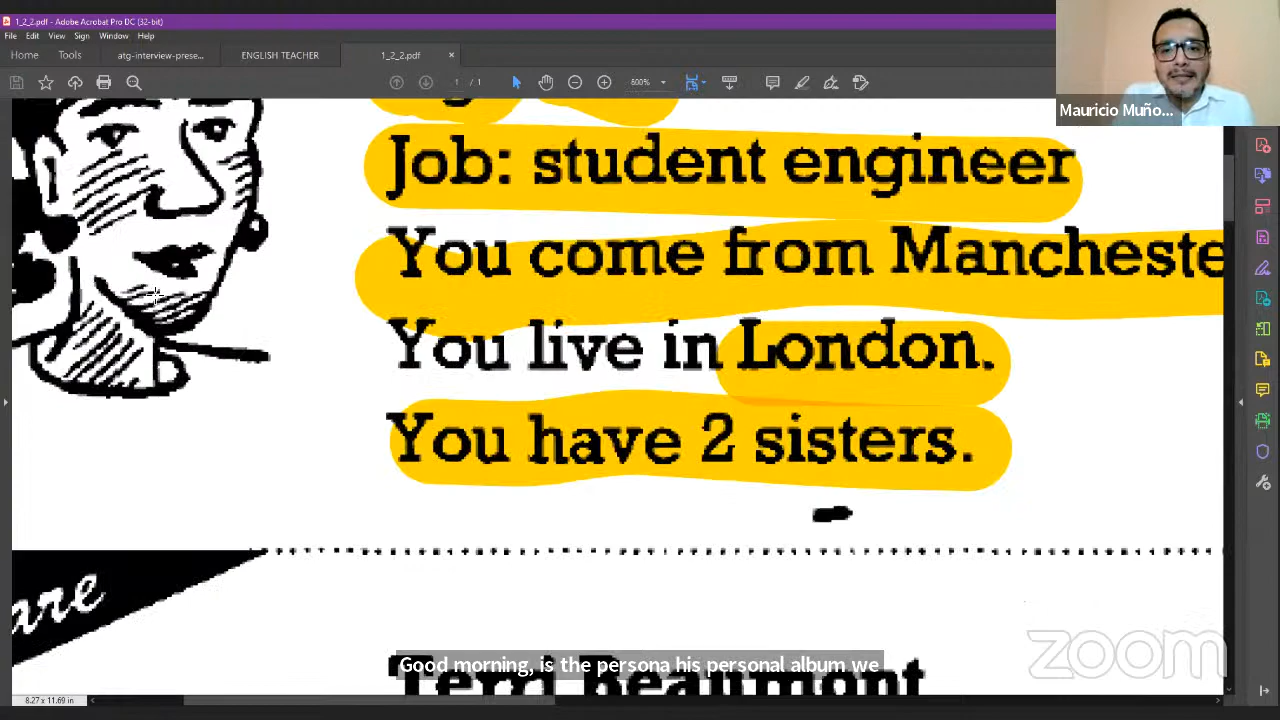 1_2_2.pdf - Adobe Acrobat Pro DC (32-bit)
File Edit View Sign Window Help
Home Tools atg-interview-prese... ENGLISH TEACHER 1_2_2.pdf ×
1 / 1 800%
Mauricio Muño...
Job: student engineer
You come from Mancheste
You live in London.
You have 2 sisters.
are
Good morning, is the persona his personal album we
Terri Beaumont
zoom
8.27 x 11.69 in